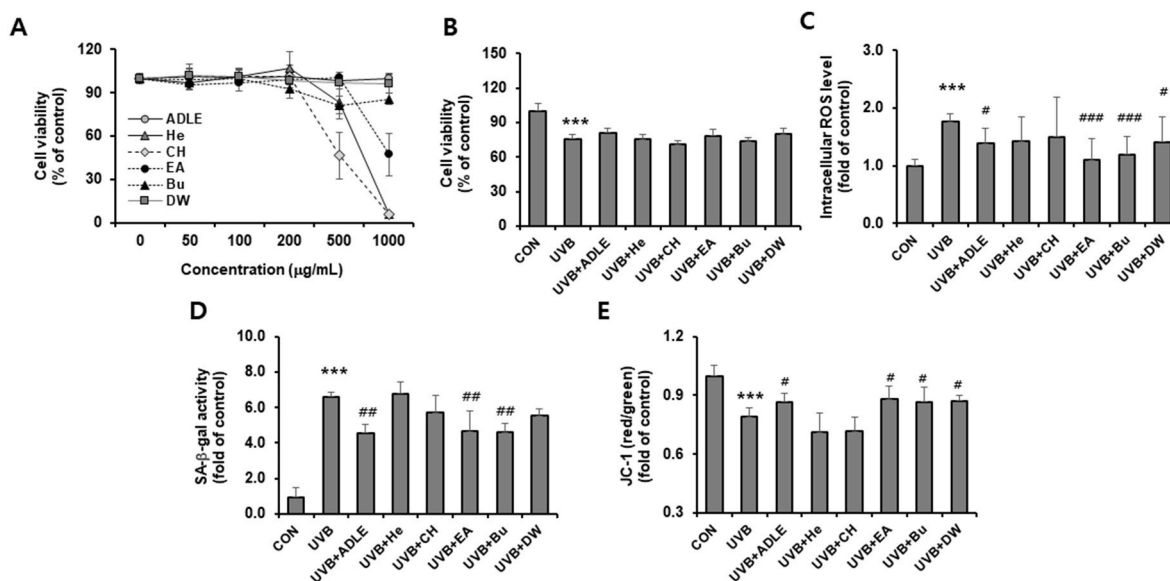 A
Cell viability
(% of control)
120
90
60
30
0
ADLE
He
CH
EA
Bu
DW
0 50 100 200 500 1000
Concentration (μg/mL)
B
Cell viability
(% of control)
150
120
90
60
30
0
***
CON UVB UVB+ADLE UVB+He UVB+CH UVB+EA UVB+Bu UVB+DW
C
Intracellular ROS level
(fold of control)
3.0
2.0
1.0
0.0
*** # ### ### #
CON UVB UVB+ADLE UVB+He UVB+CH UVB+EA UVB+Bu UVB+DW
D
SA-β-gal activity
(fold of control)
10.0
8.0
6.0
4.0
2.0
0.0
*** ## ## ##
CON UVB UVB+ADLE UVB+He UVB+CH UVB+EA UVB+Bu UVB+DW
E
JC-1 (red/green)
(fold of control)
1.2
0.9
0.6
0.3
*** # # # #
CON UVB UVB+ADLE UVB+He UVB+CH UVB+EA UVB+Bu UVB+DW